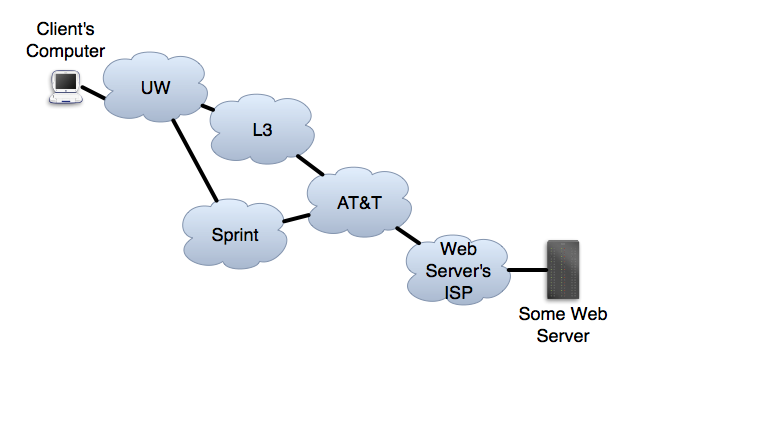 Client's
Computer
UW
L3
AT&T
Sprint
Web
Server's
ISP
Some Web
Server